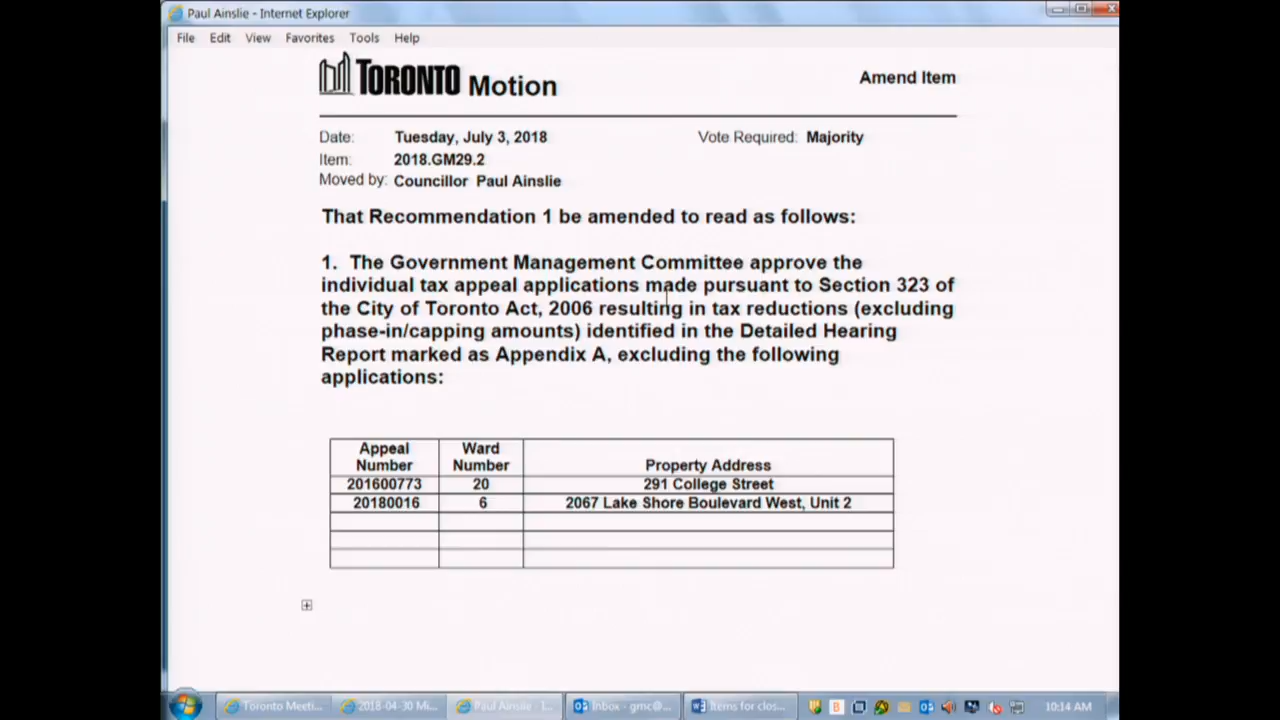 Paul Ainslie - Internet Explorer
File Edit View Favorites Tools Help
TORONTO Motion
Amend Item
Date: Tuesday, July 3, 2018
Vote Required: Majority
Item: 2018.GM29.2
Moved by: Councillor Paul Ainslie
That Recommendation 1 be amended to read as follows:
1. The Government Management Committee approve the
individual tax appeal applications made pursuant to Section 323 of
the City of Toronto Act, 2006 resulting in tax reductions (excluding
phase-in/capping amounts) identified in the Detailed Hearing
Report marked as Appendix A, excluding the following
applications:
Appeal Number Ward Number Property Address
201600773 20 291 College Street
20180016 6 2067 Lake Shore Boulevard West, Unit 2
Toronto Meeti... 2018-04-30 Mi... Paul Ainslie - I... Inbox - gmc@... Items for clos... 10:14 AM